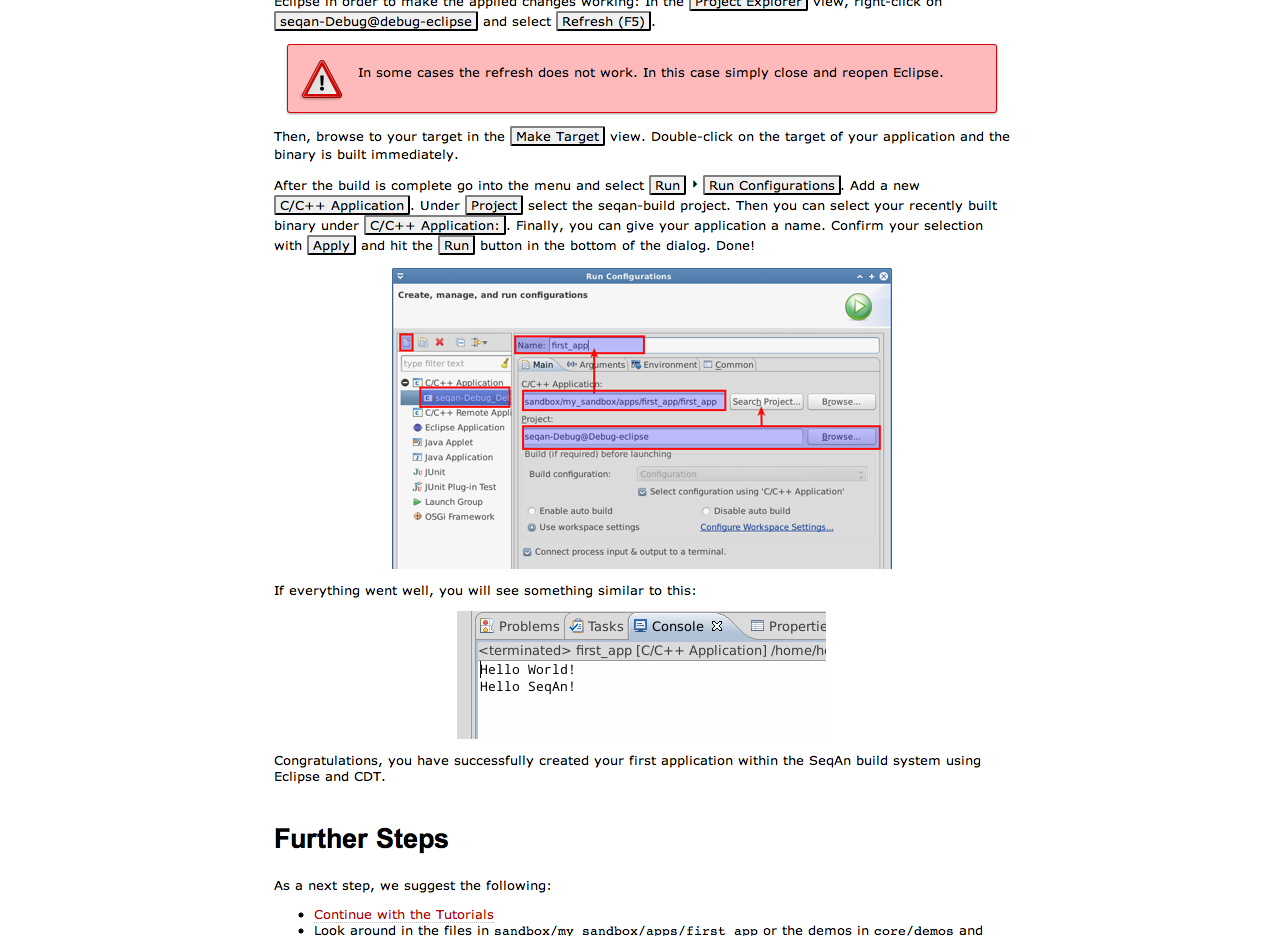 Eclipse in order to make the applied changes working: In the Project Explorer view, right-click on
seqan-Debug@debug-eclipse and select Refresh (F5).
In some cases the refresh does not work. In this case simply close and reopen Eclipse.
Then, browse to your target in the Make Target view. Double-click on the target of your application and the
binary is built immediately.
After the build is complete go into the menu and select Run ‣ Run Configurations. Add a new
C/C++ Application. Under Project select the seqan-build project. Then you can select your recently built
binary under C/C++ Application:. Finally, you can give your application a name. Confirm your selection
with Apply and hit the Run button in the bottom of the dialog. Done!
Run Configurations
Create, manage, and run configurations
type filter text
C/C++ Application
seqan-Debug_De
C/C++ Remote Appli
Eclipse Application
Java Applet
Java Application
JUnit
JUnit Plug-in Test
Launch Group
OSGi Framework
Name: first_app
Main Arguments Environment Common
C/C++ Application:
sandbox/my_sandbox/apps/first_app/first_app Search Project... Browse...
Project:
seqan-Debug@Debug-eclipse Browse...
Build (if required) before launching
Build configuration: Configuration
Select configuration using 'C/C++ Application'
Enable auto build Disable auto build
Use workspace settings Configure Workspace Settings...
Connect process input & output to a terminal.
If everything went well, you will see something similar to this:
Problems Tasks Console Propertie
<terminated> first_app [C/C++ Application] /home/h
Hello World!
Hello SeqAn!
Congratulations, you have successfully created your first application within the SeqAn build system using
Eclipse and CDT.
Further Steps
As a next step, we suggest the following:
• Continue with the Tutorials
• Look around in the files in sandbox/my_sandbox/apps/first_app or the demos in core/demos and